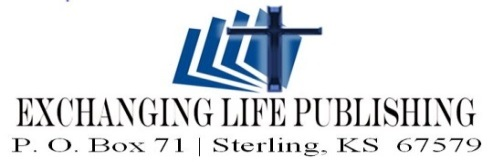 EXCHANGING LIFE PUBLISHING
P. O. Box 71 | Sterling, KS 67579